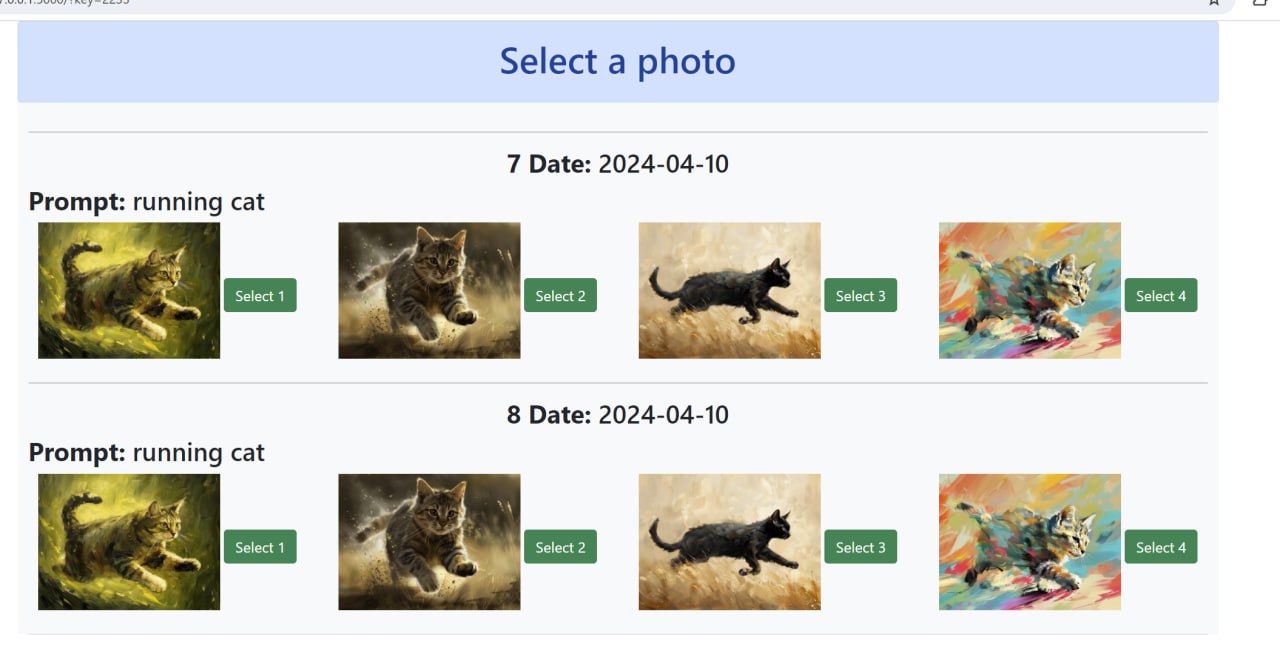 Select a photo
7 Date: 2024-04-10
Prompt: running cat
Select 1
Select 2
Select 3
Select 4
8 Date: 2024-04-10
Prompt: running cat
Select 1
Select 2
Select 3
Select 4